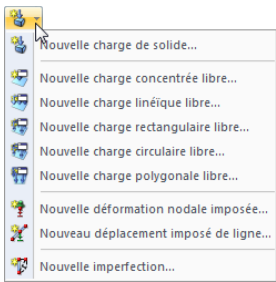 Nouvelle charge de solide...
Nouvelle charge concentrée libre...
Nouvelle charge linéïque libre...
Nouvelle charge rectangulaire libre...
Nouvelle charge circulaire libre...
Nouvelle charge polygonale libre...
Nouvelle déformation nodale imposée...
Nouveau déplacement imposé de ligne...
Nouvelle imperfection...